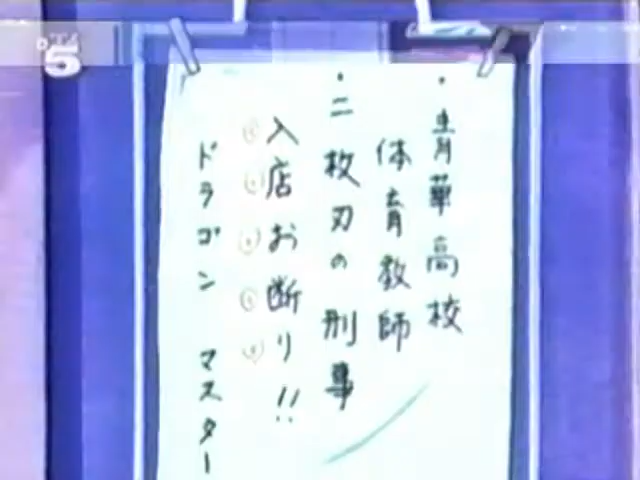 ・青華高校
体育教師
・二枚刃の刑事
入店お断り!!
ドラゴン マスター
5